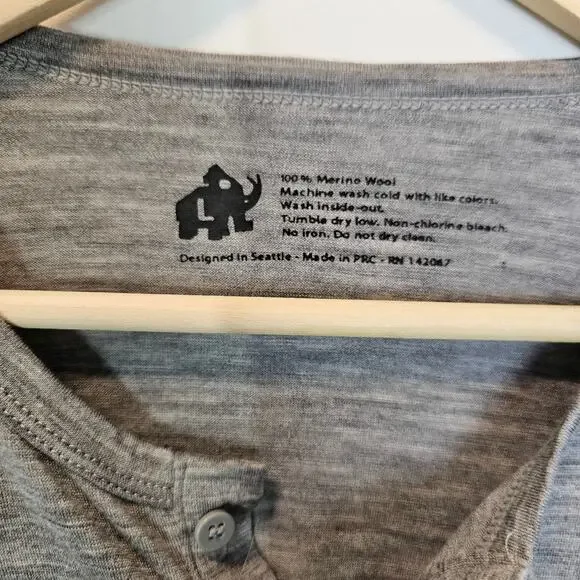 100% Merino Wool
Machine wash cold with like colors.
Wash inside-out.
Tumble dry low. Non-chlorine bleach.
No iron. Do not dry clean.
Designed in Seattle - Made in PRC - RN 142067